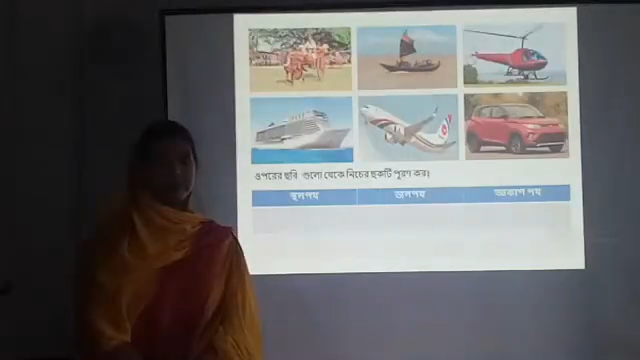 ওপরের ছবি গুলো থেকে নিচের ছকটি পুরণ কর।
স্থলপথ জলপথ আকাশ পথ